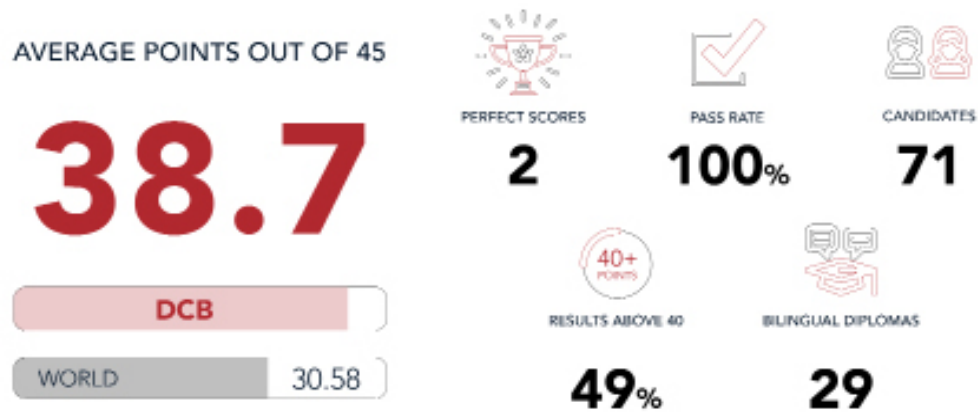 AVERAGE POINTS OUT OF 45
38.7
DCB
WORLD 30.58
PERFECT SCORES
2
PASS RATE
100%
CANDIDATES
71
40+
POINTS
RESULTS ABOVE 40
49%
BILINGUAL DIPLOMAS
29